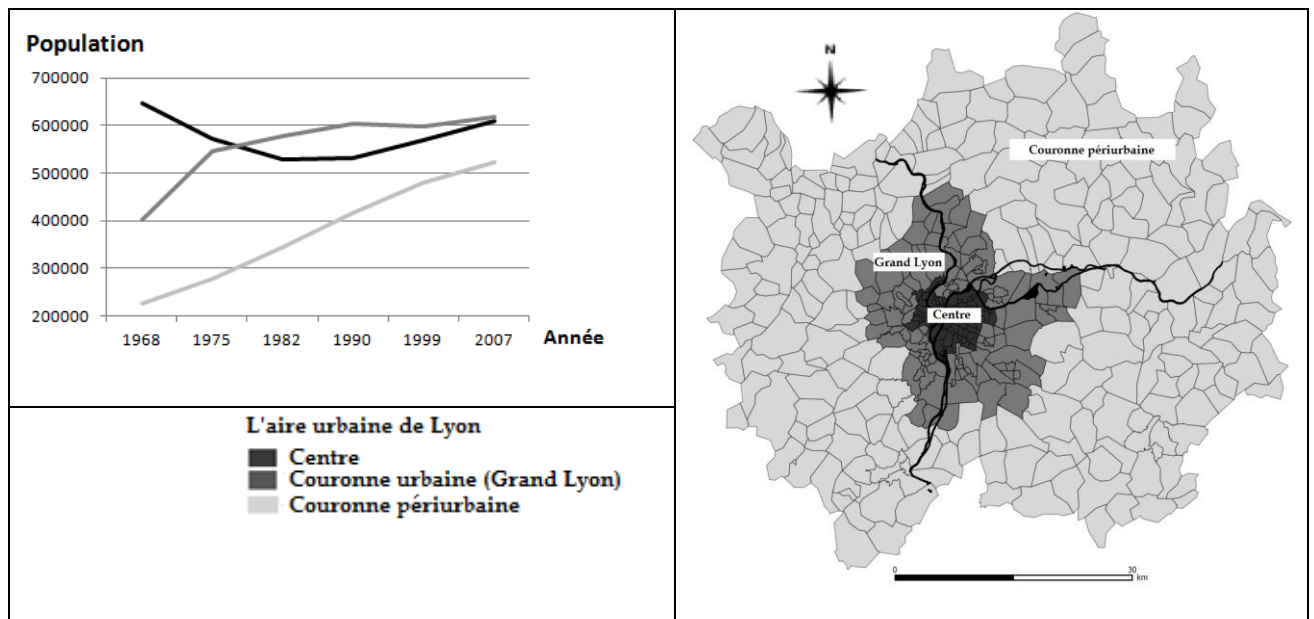 Population
700000
600000
500000
400000
300000
200000
1968 1975 1982 1990 1999 2007 Année
L'aire urbaine de Lyon
Centre
Couronne urbaine (Grand Lyon)
Couronne périurbaine
N
Couronne périurbaine
Grand Lyon
Centre
0 30
km